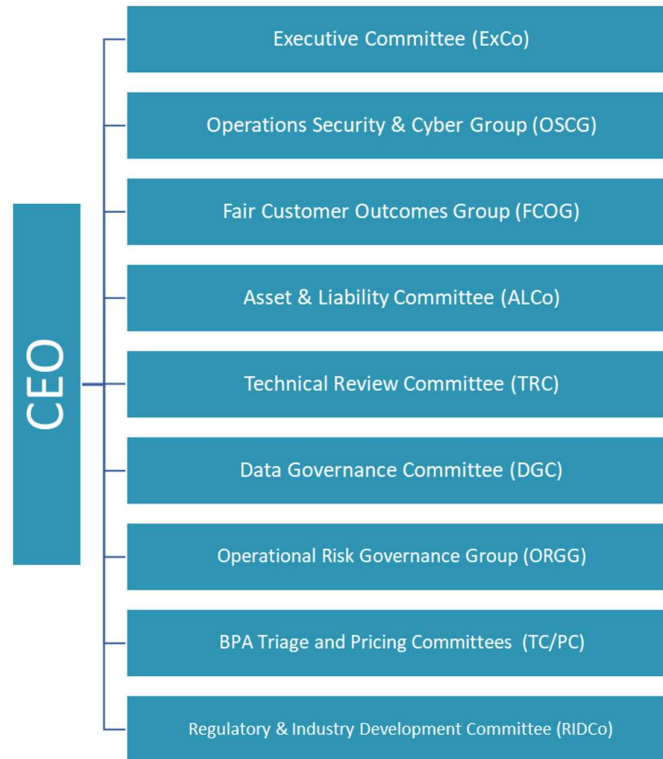 CEO
Executive Committee (ExCo)
Operations Security & Cyber Group (OSCG)
Fair Customer Outcomes Group (FCOG)
Asset & Liability Committee (ALCo)
Technical Review Committee (TRC)
Data Governance Committee (DGC)
Operational Risk Governance Group (ORGG)
BPA Triage and Pricing Committees (TC/PC)
Regulatory & Industry Development Committee (RIDCo)